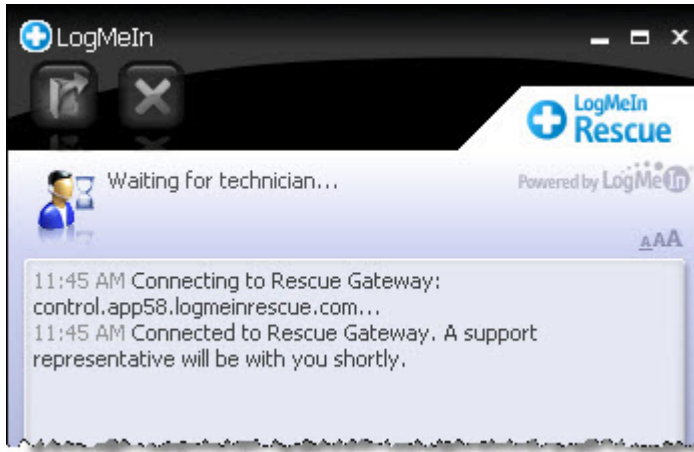 LogMeIn
LogMeIn
Rescue
Waiting for technician...
Powered by LogMeIn®
AAA
11:45 AM Connecting to Rescue Gateway:
control.app58.logmeinrescue.com...
11:45 AM Connected to Rescue Gateway. A support
representative will be with you shortly.